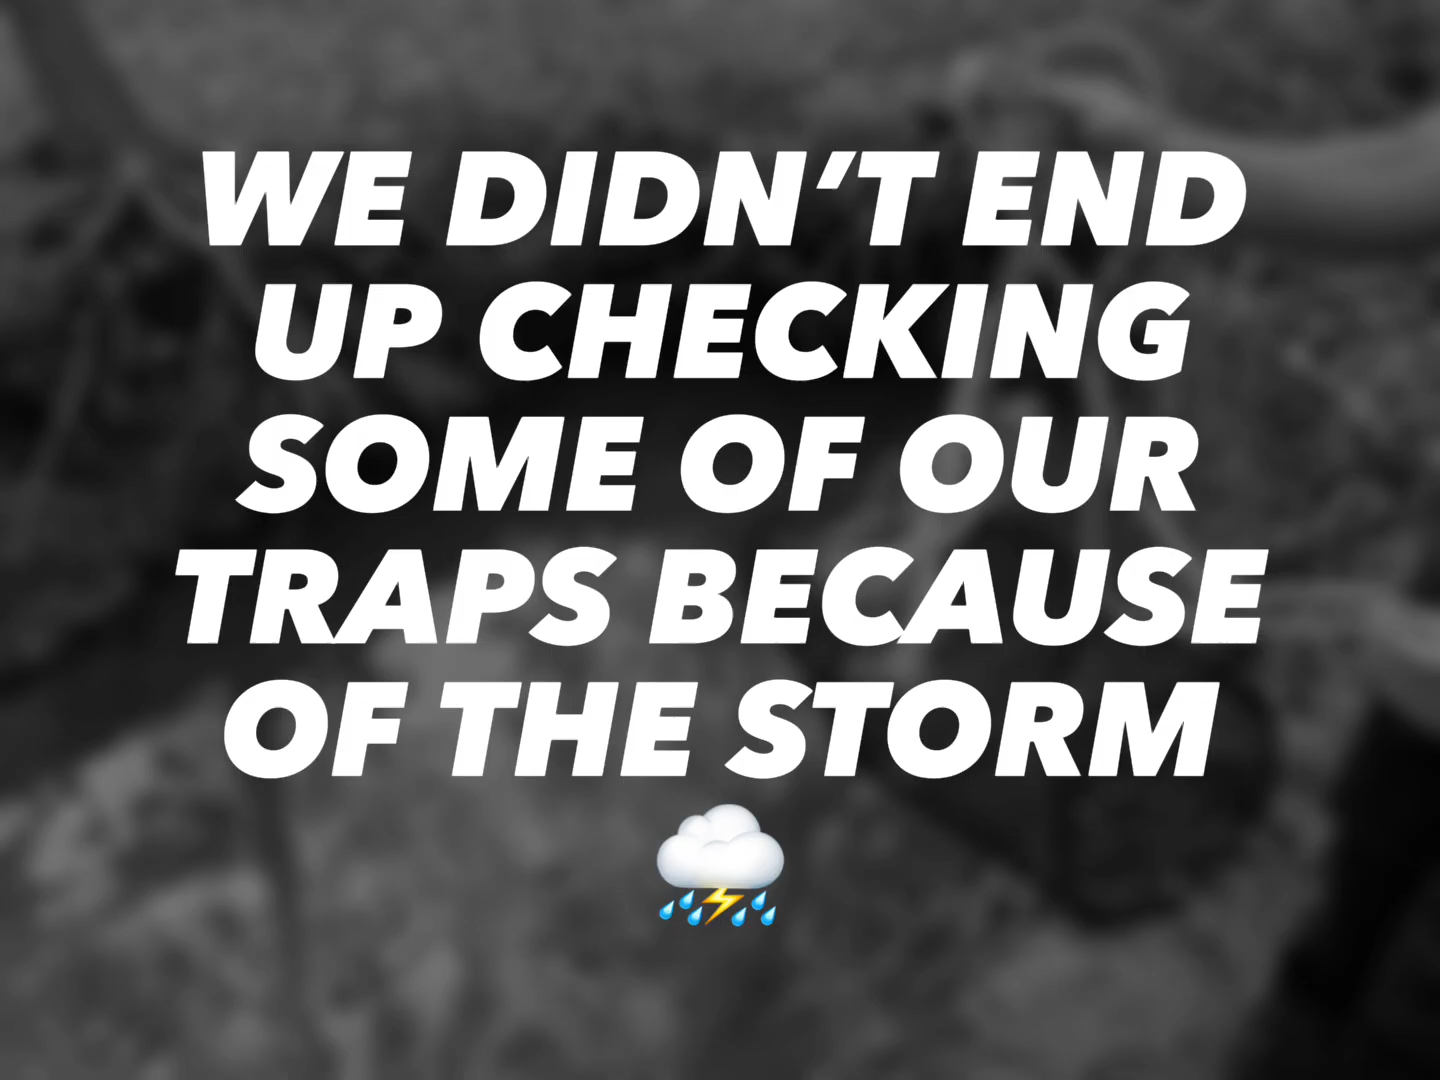 WE DIDN’T END
UP CHECKING
SOME OF OUR
TRAPS BECAUSE
OF THE STORM
⛈️